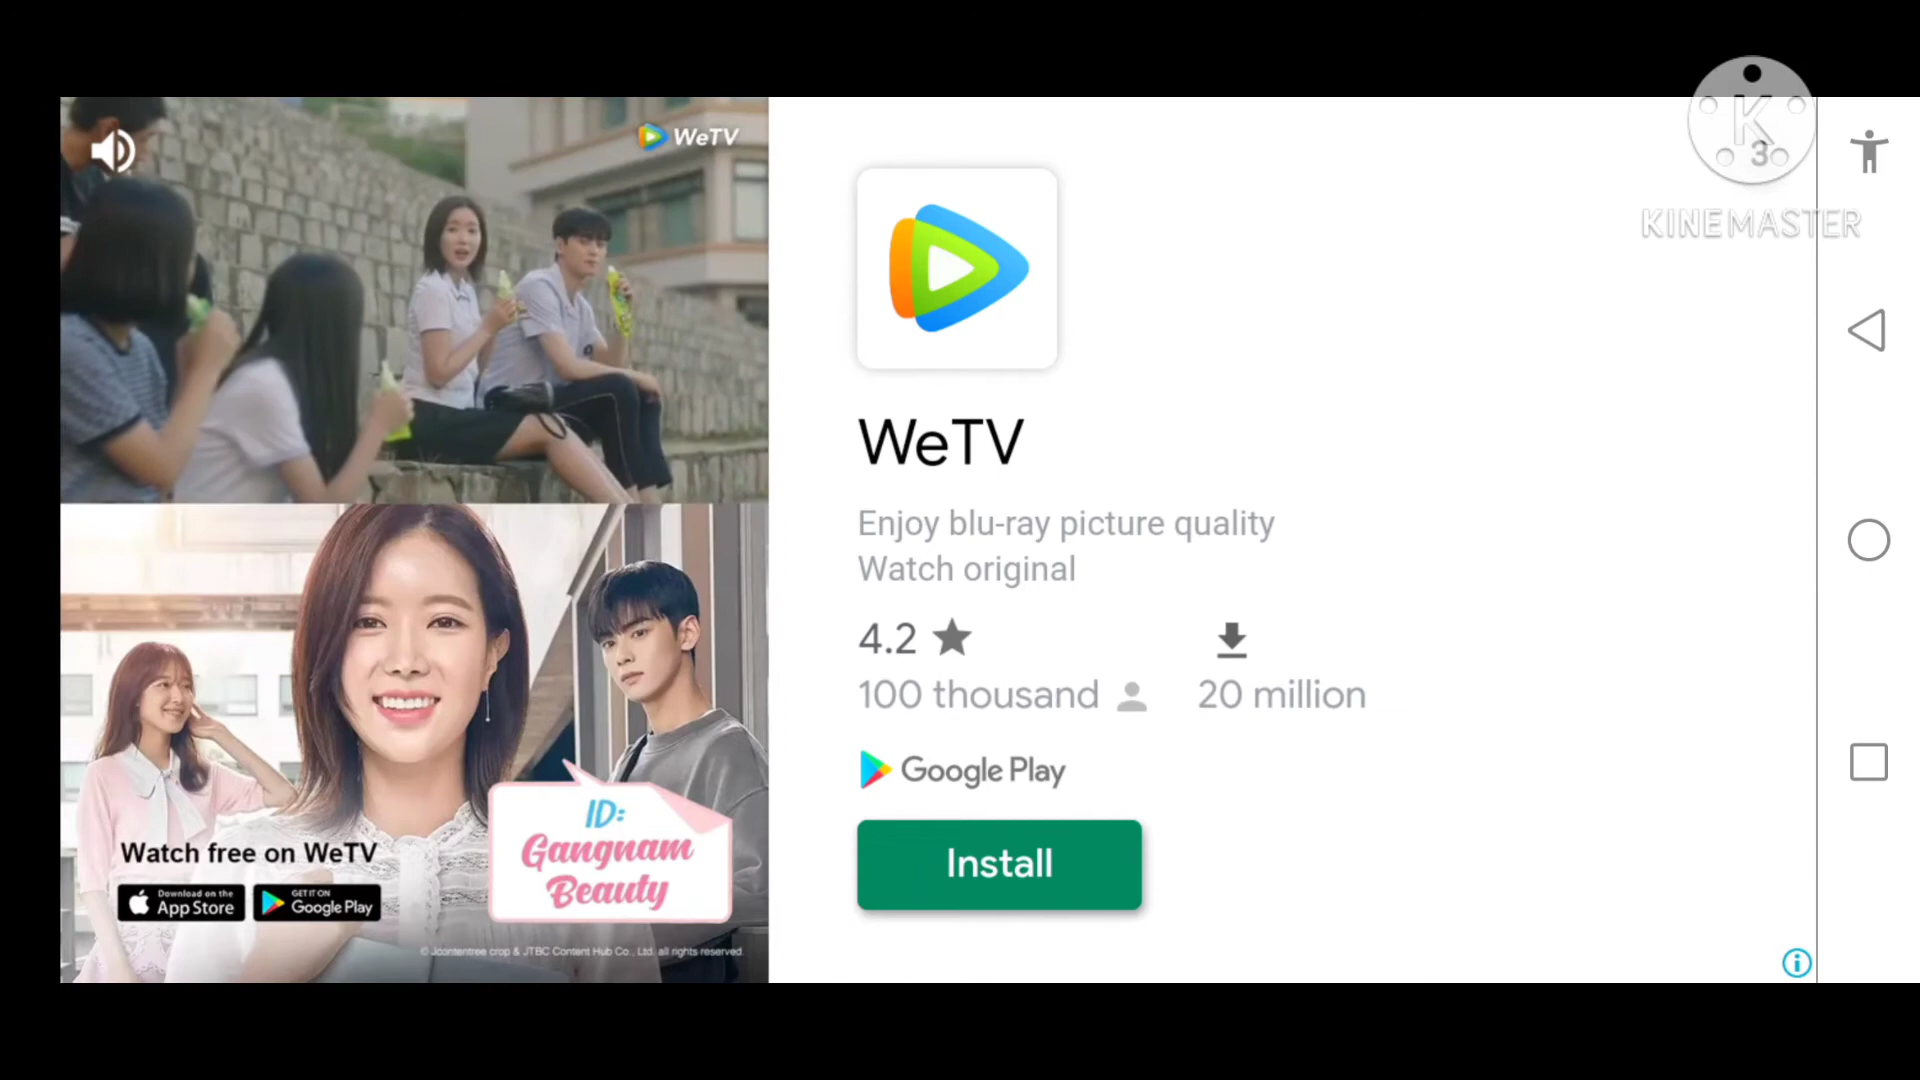 WeTV
K
3
KINEMASTER
WeTV
Enjoy blu-ray picture quality
Watch original
4.2
100 thousand
20 million
Google Play
Install
ID:
Gangnam
Beauty
Watch free on WeTV
Download on the
App Store
GET IT ON
Google Play
© Jcontentree corp & JTBC Content Hub Co., Ltd. all rights reserved.